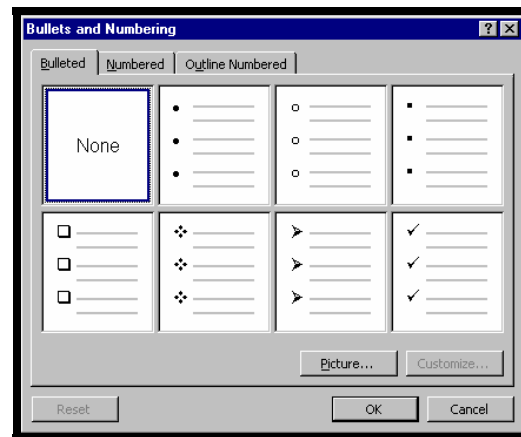 Bullets and Numbering
Bulleted Numbered Outline Numbered
None
Picture... Customize...
Reset OK Cancel